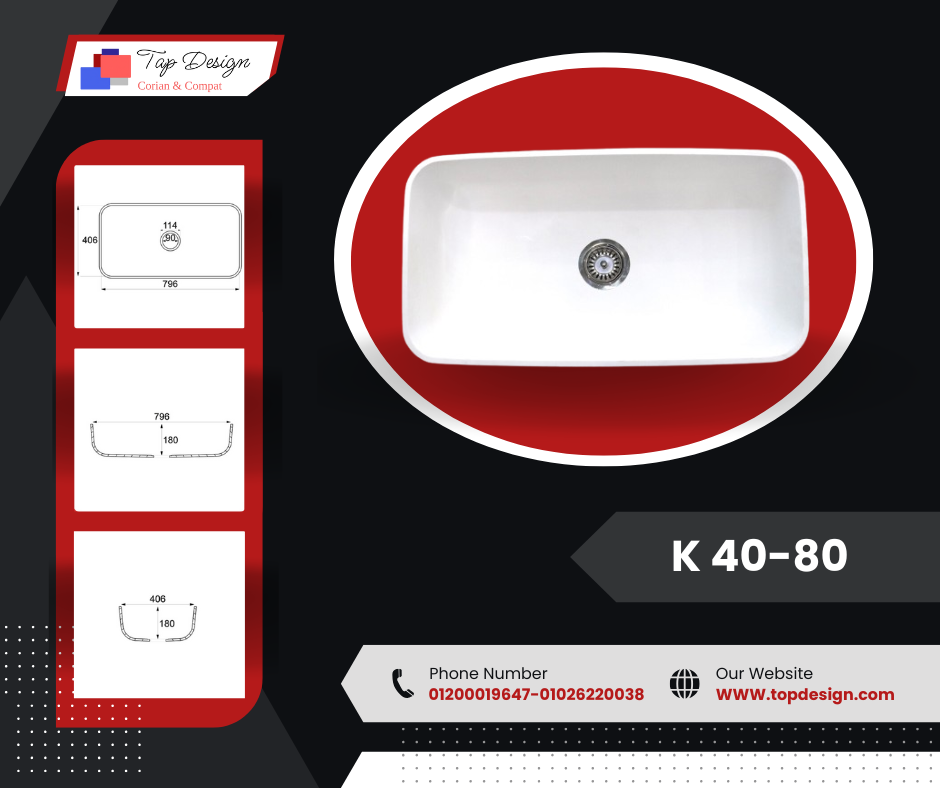 Tap Design
Corian & Compat
114
90
406
796
796
180
406
180
K 40-80
Phone Number
01200019647-01026220038
Our Website
WWW.topdesign.com